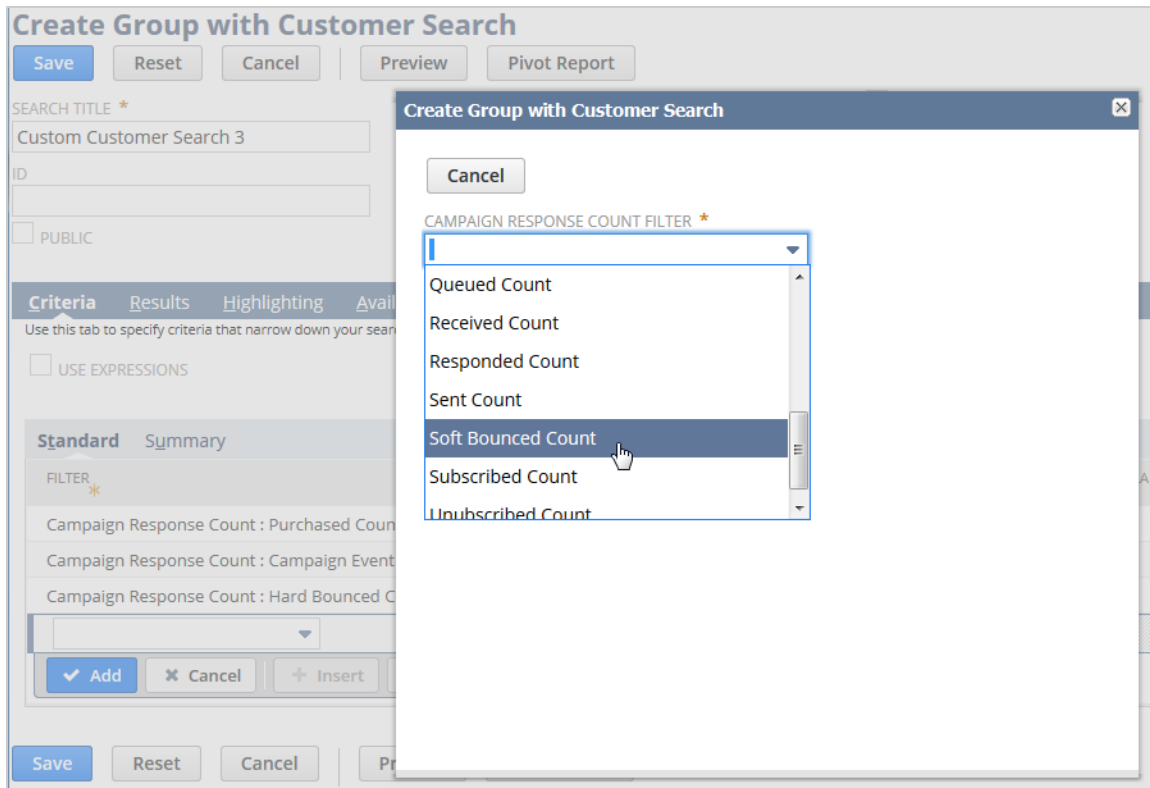 Create Group with Customer Search
Save Reset Cancel Preview Pivot Report
SEARCH TITLE *
Custom Customer Search 3
ID
PUBLIC
Criteria Results Highlighting Avail
Use this tab to specify criteria that narrow down your sear
USE EXPRESSIONS
Standard Summary
FILTER *
Campaign Response Count : Purchased Coun
Campaign Response Count : Campaign Event
Campaign Response Count : Hard Bounced C
Add Cancel Insert
Save Reset Cancel Pr
Create Group with Customer Search
Cancel
CAMPAIGN RESPONSE COUNT FILTER *
Queued Count
Received Count
Responded Count
Sent Count
Soft Bounced Count
Subscribed Count
Unubscribed Count